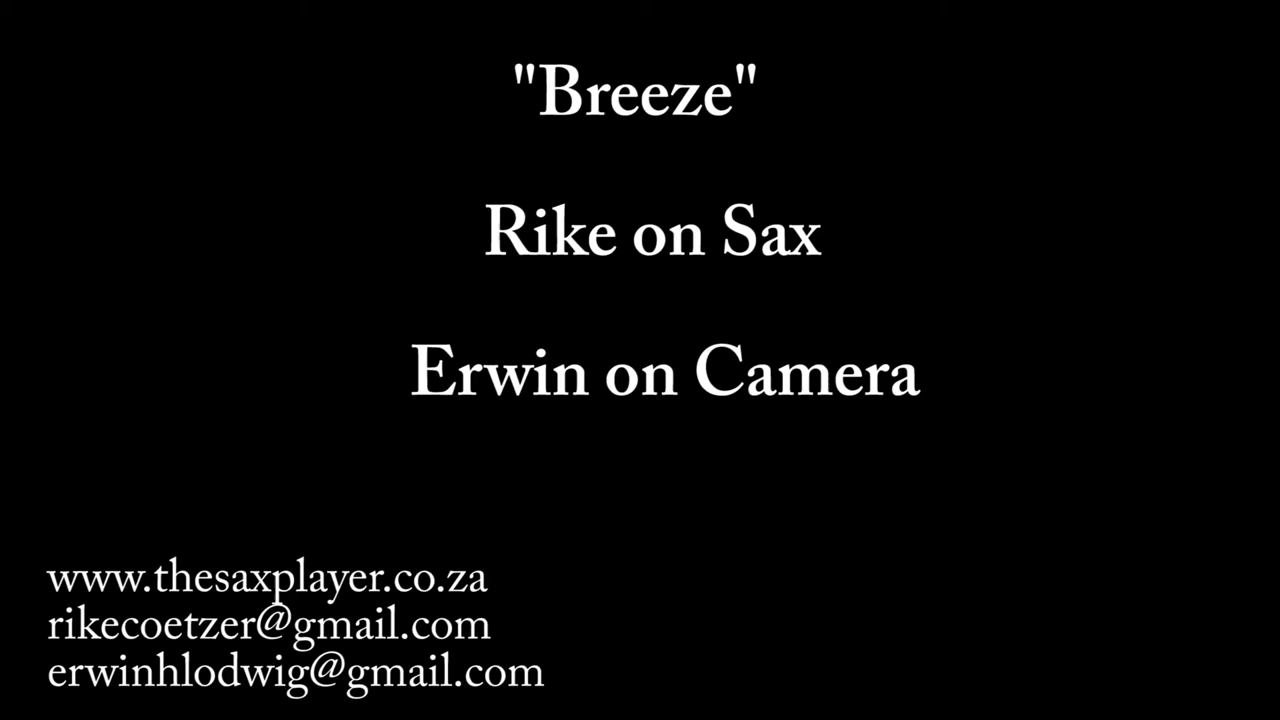 "Breeze"
Rike on Sax
Erwin on Camera
www.thesaxplayer.co.za
rikecoetzer@gmail.com
erwinhlodwig@gmail.com